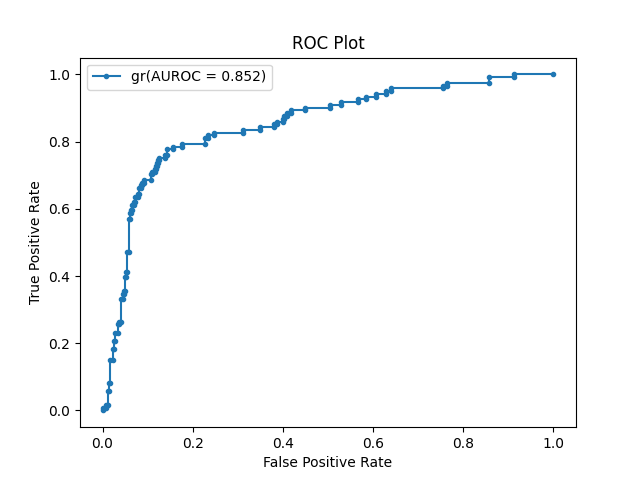 ROC Plot
gr(AUROC = 0.852)
1.0
0.8
0.6
0.4
0.2
0.0
True Positive Rate
0.0 0.2 0.4 0.6 0.8 1.0
False Positive Rate